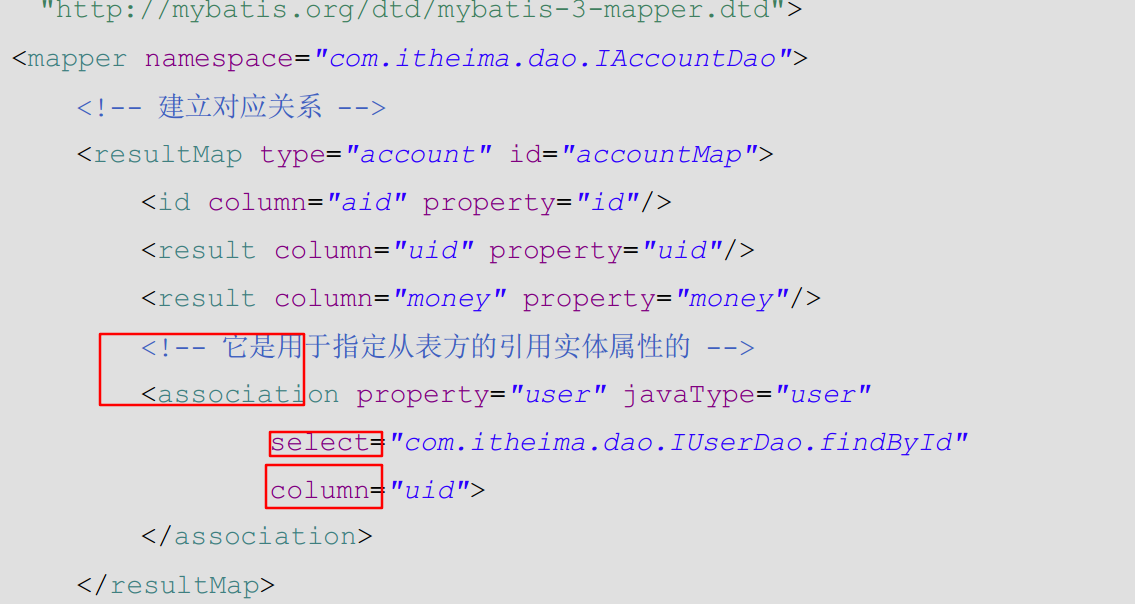 "http://mybatis.org/dtd/mybatis-3-mapper.dtd">
<mapper namespace="com.itheima.dao.IAccountDao">
<!-- 建立对应关系 -->
<resultMap type="account" id="accountMap">
<id column="aid" property="id"/>
<result column="uid" property="uid"/>
<result column="money" property="money"/>
<!-- 它是用于指定从表方的引用实体属性的 -->
<association property="user" javaType="user"
select="com.itheima.dao.IUserDao.findById"
column="uid">
</association>
</resultMap>